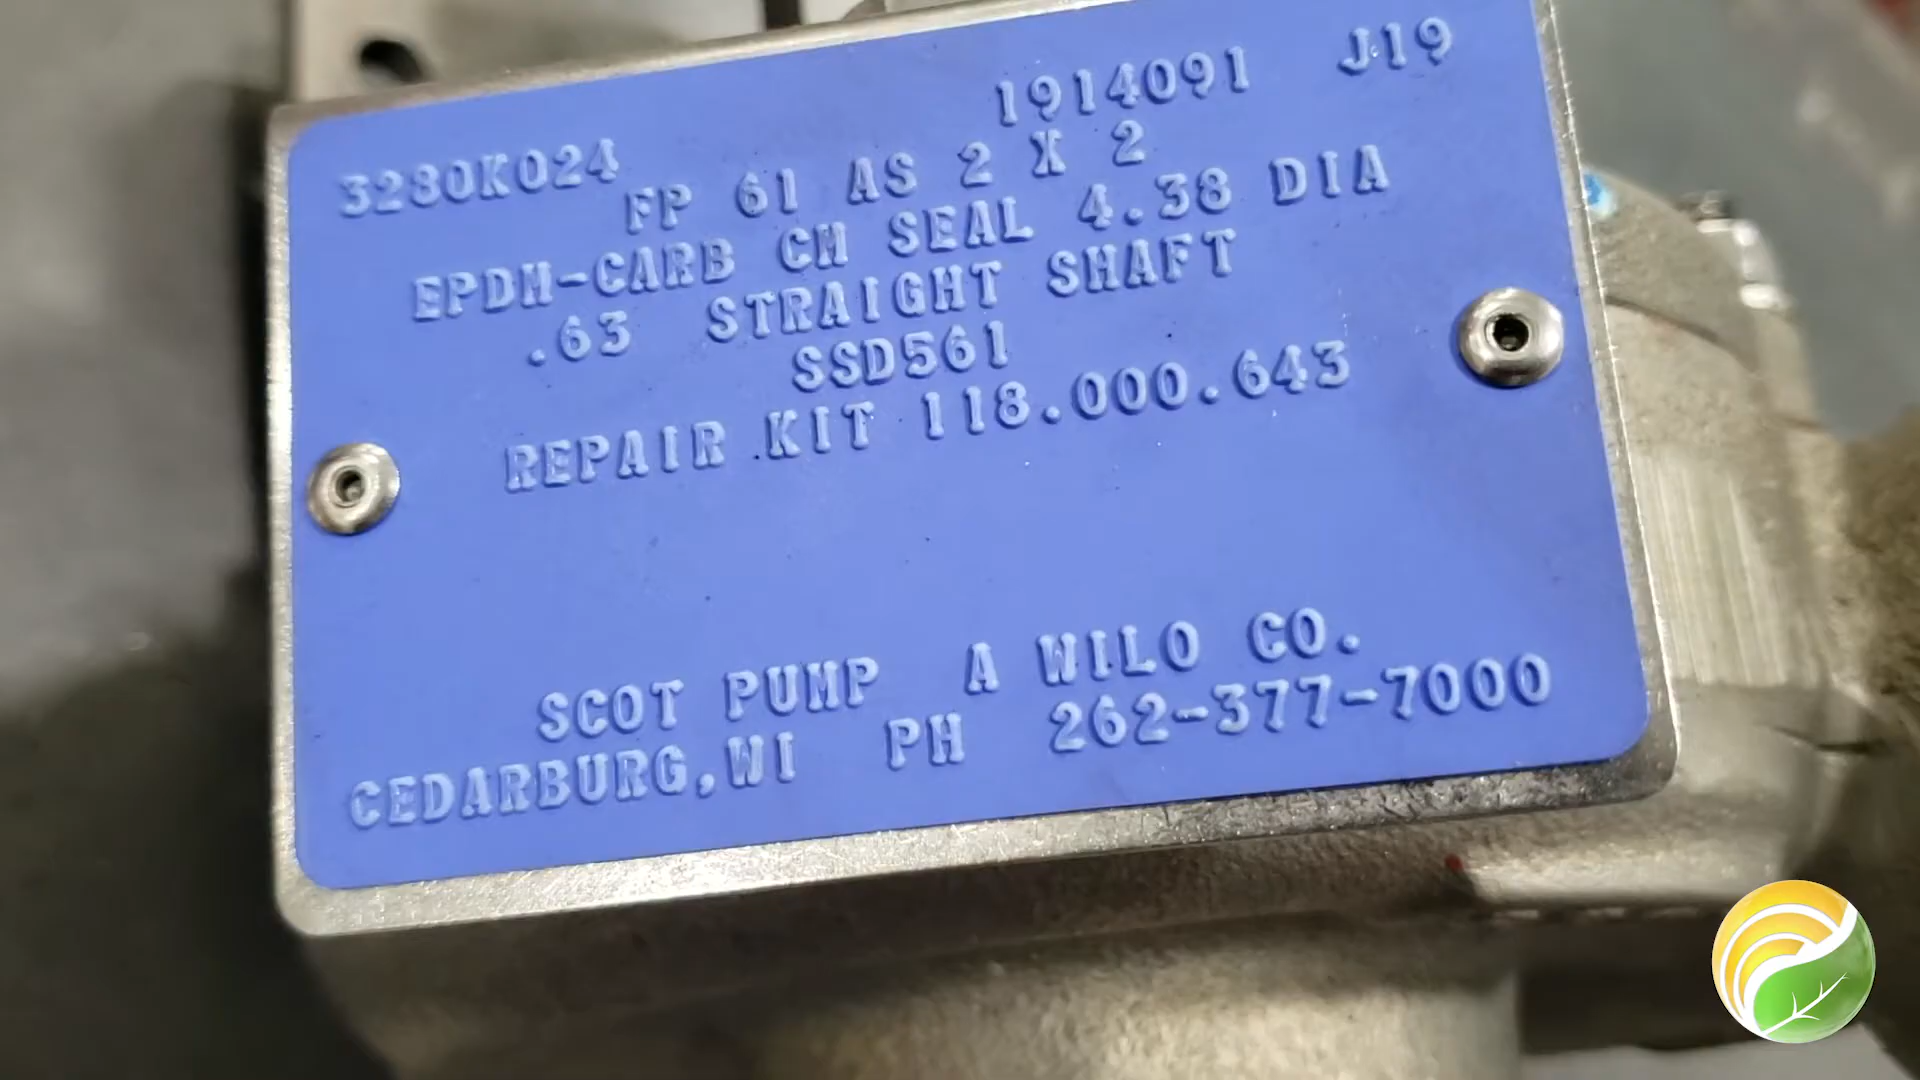 1914091 J19
3280K024
FP 61 AS 2 X 2
EPDM-CARB CM SEAL 4.38 DIA
.63 STRAIGHT SHAFT
SSD561
REPAIR KIT 118.000.643
SCOT PUMP A WILO CO.
CEDARBURG,WI PH 262-377-7000